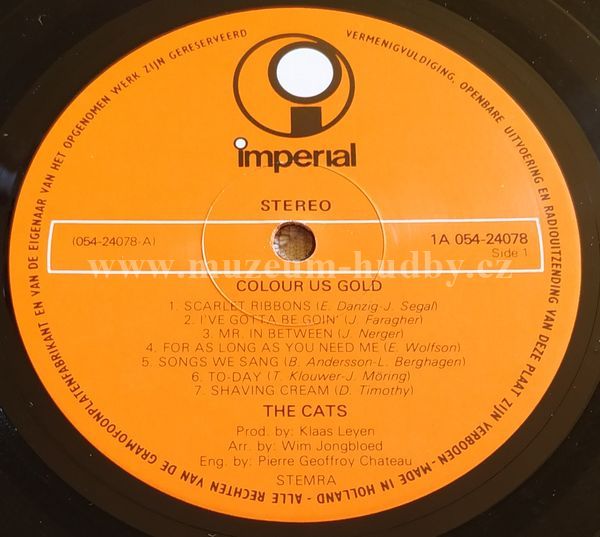 ALLE RECHTEN VAN DE GRAMOFOONPLATENFABRIKANT EN VAN DE EIGENAAR VAN HET OPGENOMEN WERK ZIJN GERESERVEERD
VERMENIGVULDIGING, OPENBARE UITVOERING EN RADIOUITZENDING VAN DEZE PLAAT ZIJN VERBODEN - MADE IN HOLLAND -
i
imperial
STEREO
(054-24078-A)
1A 054-24078
Side 1
www.muzeum-hudby.cz
COLOUR US GOLD
1. SCARLET RIBBONS (E. Danzig-J. Segal)
2. I'VE GOTTA BE GOIN' (J. Faragher)
3. MR. IN BETWEEN (J. Nerger)
4. FOR AS LONG AS YOU NEED ME (E. Wolfson)
5. SONGS WE SANG (B. Andersson-L. Berghagen)
6. TO-DAY (T. Klouwer-J. Möring)
7. SHAVING CREAM (D. Timothy)
THE CATS
Prod. by: Klaas Leyen
Arr. by: Wim Jongbloed
Eng. by: Pierre Geoffroy Chateau
STEMRA